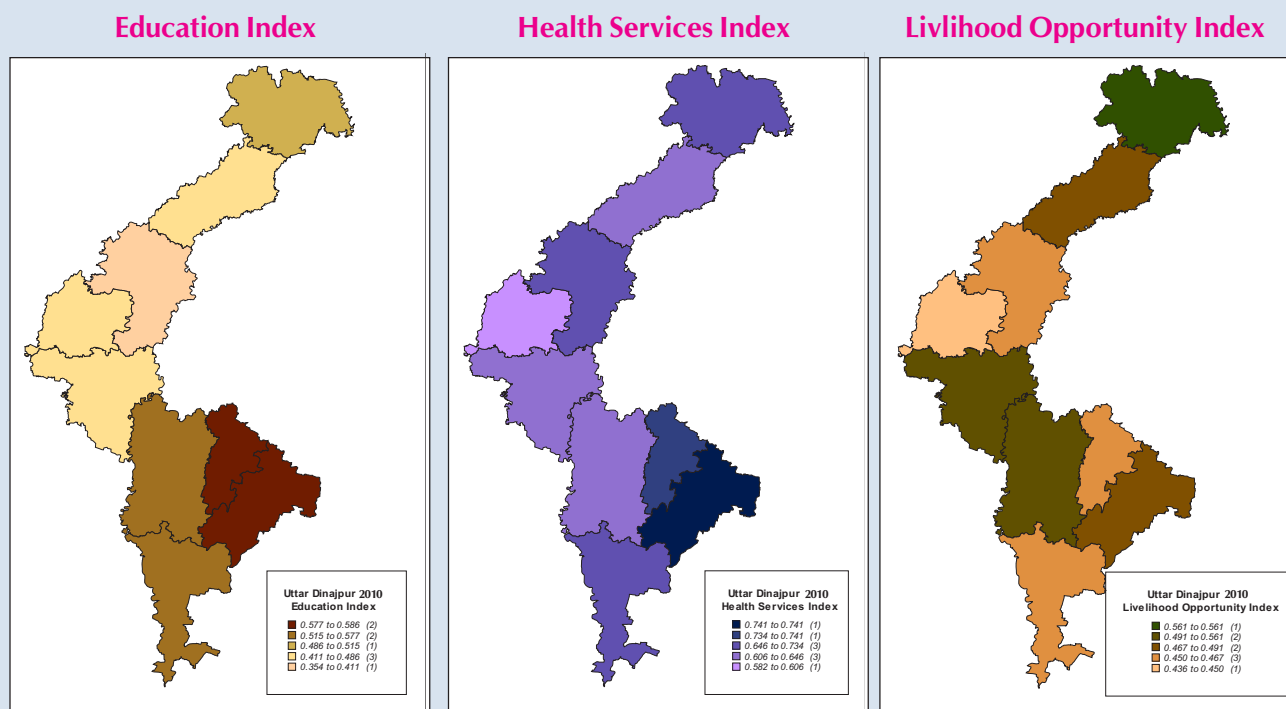 Education Index
Health Services Index
Livlihood Opportunity Index
Uttar Dinajpur 2010
Education Index
0.577 to 0.586 (2)
0.515 to 0.577 (2)
0.486 to 0.515 (1)
0.411 to 0.486 (3)
0.354 to 0.411 (1)
Uttar Dinajpur 2010
Health Services Index
0.741 to 0.741 (1)
0.734 to 0.741 (1)
0.646 to 0.734 (3)
0.606 to 0.646 (3)
0.582 to 0.606 (1)
Uttar Dinajpur 2010
Livelihood Opportunity Index
0.561 to 0.561 (1)
0.491 to 0.561 (2)
0.467 to 0.491 (2)
0.450 to 0.467 (3)
0.436 to 0.450 (1)